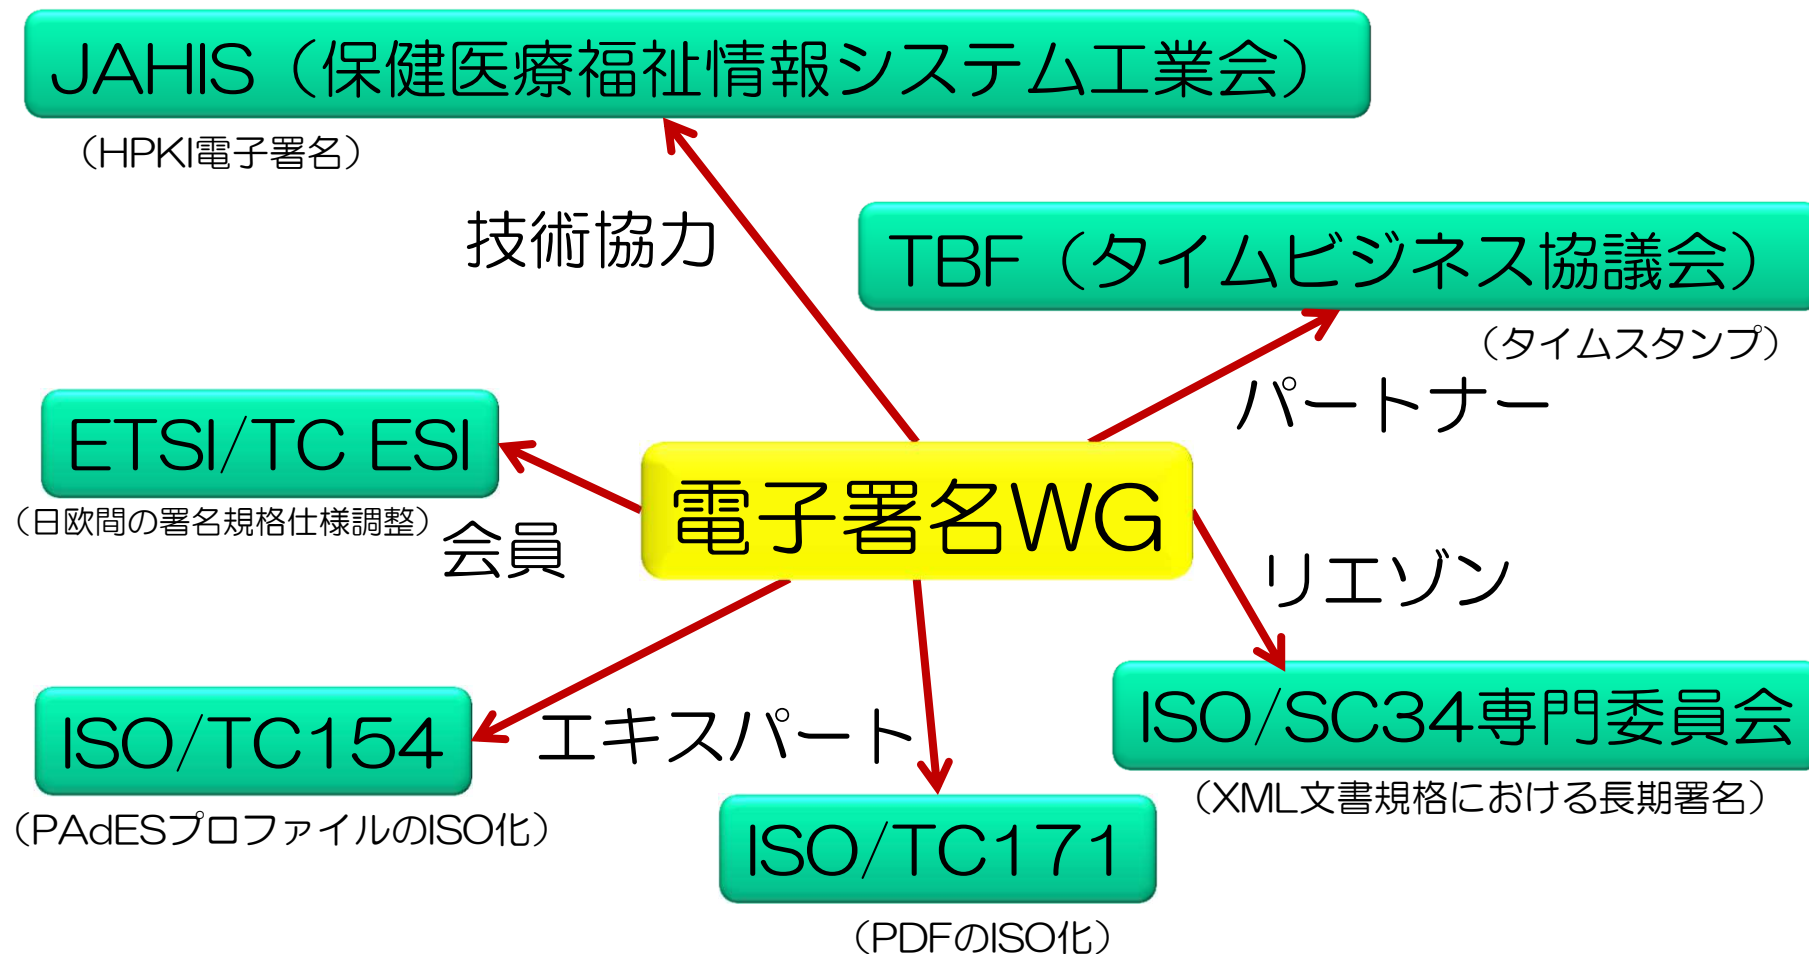 JAHIS（保健医療福祉情報システム工業会）
（HPKI電子署名）
技術協力
TBF（タイムビジネス協議会）
（タイムスタンプ）
パートナー
ETSI/TC ESI
（日欧間の署名規格仕様調整）
会員
電子署名WG
リエゾン
ISO/TC154
（PAdESプロファイルのISO化）
エキスパート
ISO/SC34専門委員会
（XML文書規格における長期署名）
ISO/TC171
（PDFのISO化）